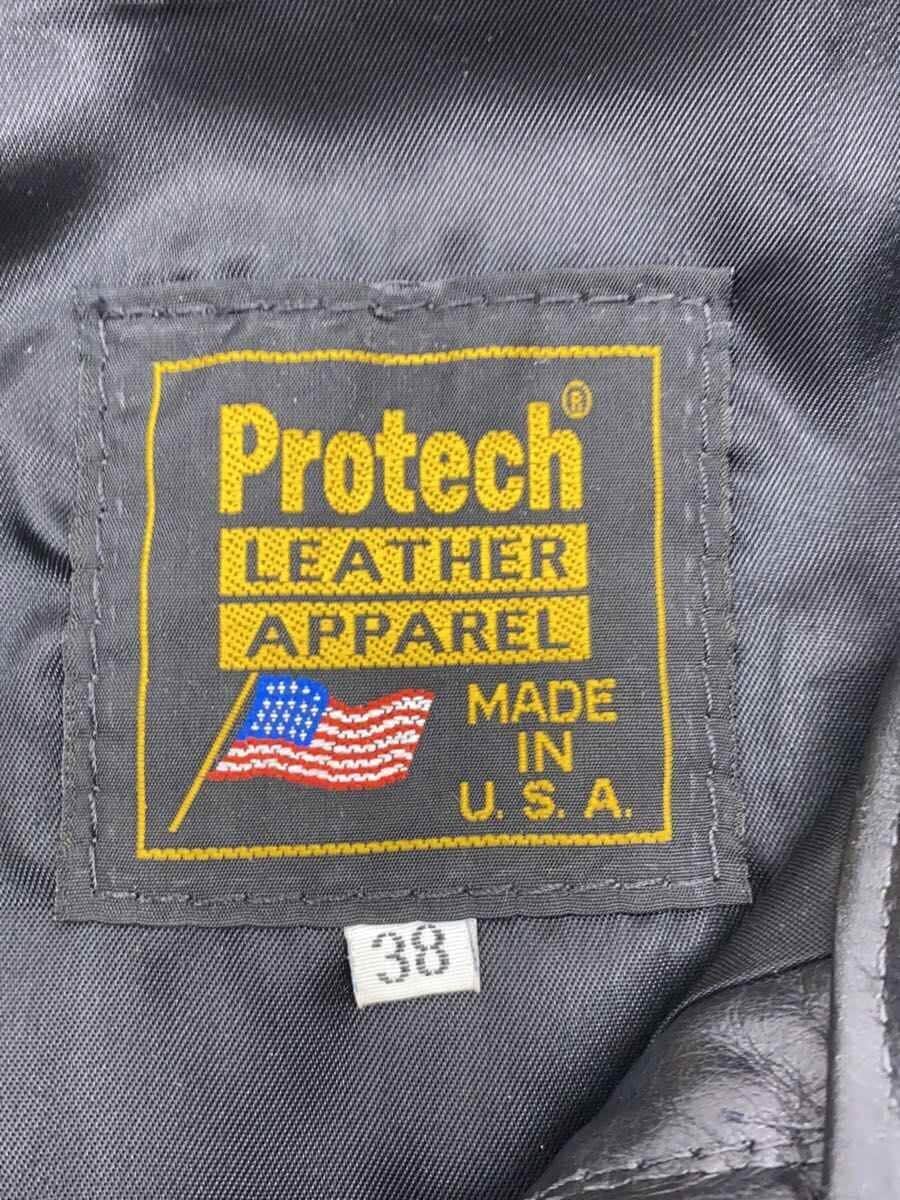 Protech®
LEATHER
APPAREL
MADE
IN
U. S. A.
38